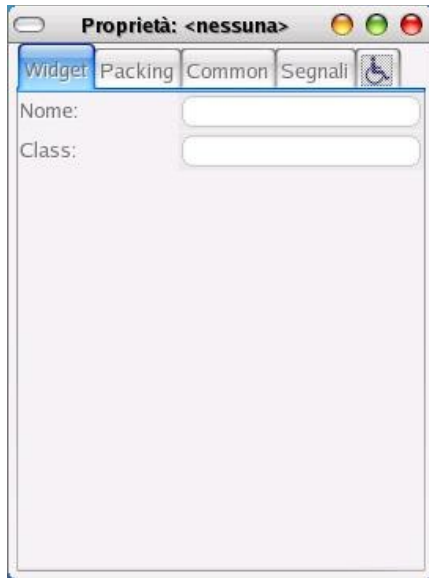 Proprietà: <nessuna>
Widget Packing Common Segnali
Nome:
Class: